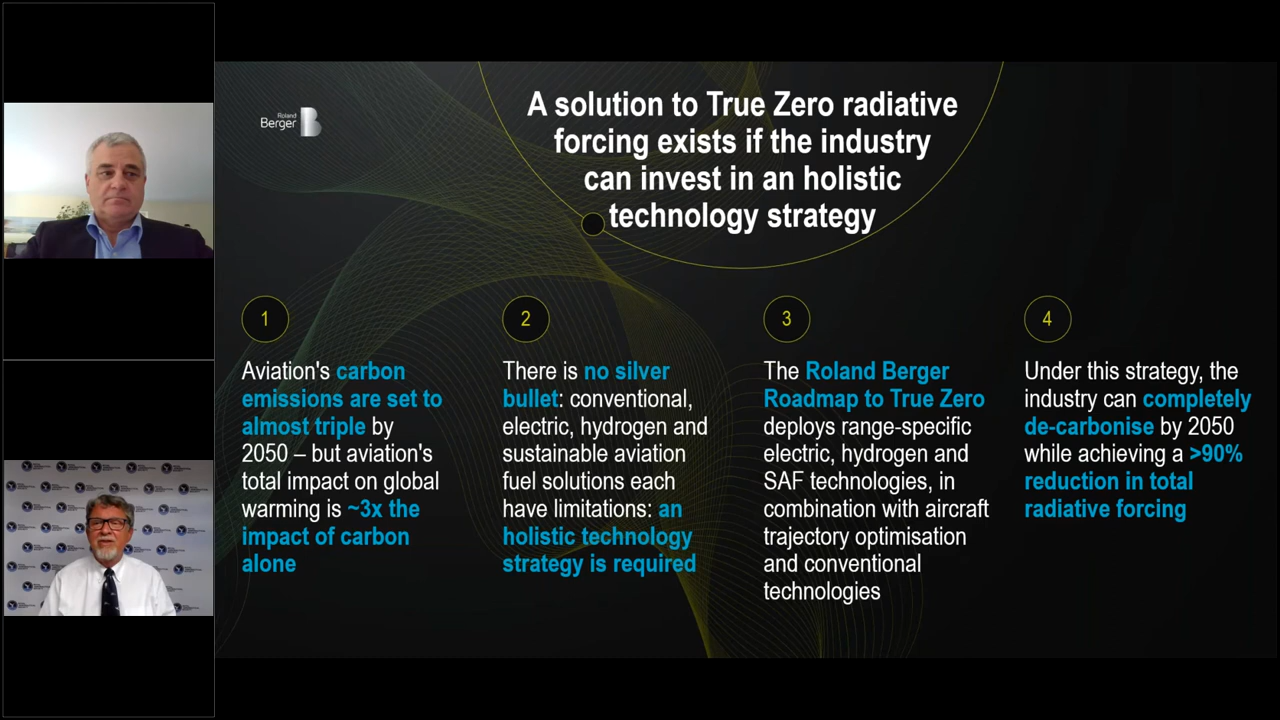 Roland
Berger
A solution to True Zero radiative
forcing exists if the industry
can invest in an holistic
technology strategy
1
Aviation's carbon
emissions are set to
almost triple by
2050 – but aviation's
total impact on global
warming is ~3x the
impact of carbon
alone
2
There is no silver
bullet: conventional,
electric, hydrogen and
sustainable aviation
fuel solutions each
have limitations: an
holistic technology
strategy is required
3
The Roland Berger
Roadmap to True Zero
deploys range-specific
electric, hydrogen and
SAF technologies, in
combination with aircraft
trajectory optimisation
and conventional
technologies
4
Under this strategy, the
industry can completely
de-carbonise by 2050
while achieving a >90%
reduction in total
radiative forcing